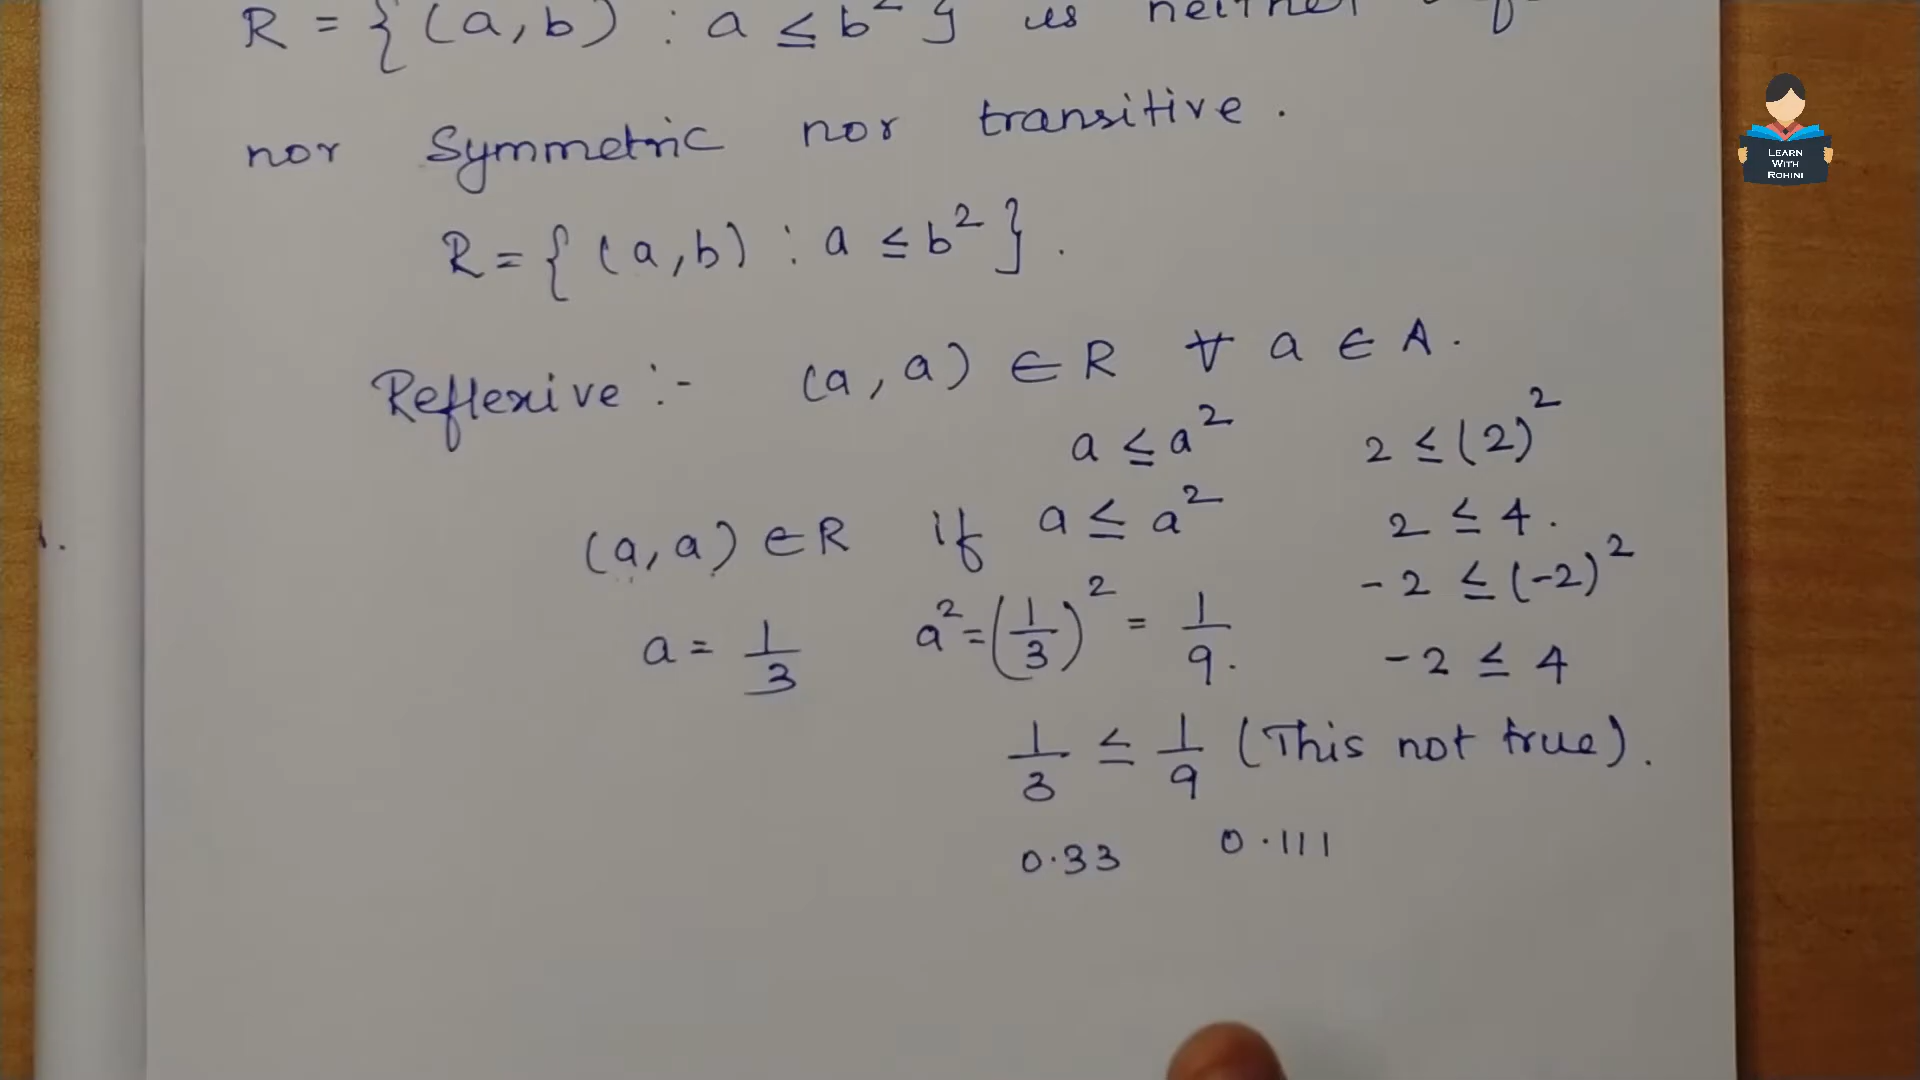 R = {(a,b) : a ≤ b² } is neither
nor Symmetric nor transitive.
R = { (a,b) : a ≤ b² }.
Reflexive :- (a,a) ∈ R ∀ a ∈ A.
a ≤ a² 2 ≤ (2)²
(a,a) ∈ R if a ≤ a² 2 ≤ 4.
-2 ≤ (-2)²
a = 1/3 a² = (1/3)² = 1/9. -2 ≤ 4
1/3 ≤ 1/9 (This not true).
0.33 0.111
LEARN
WITH
ROHINI